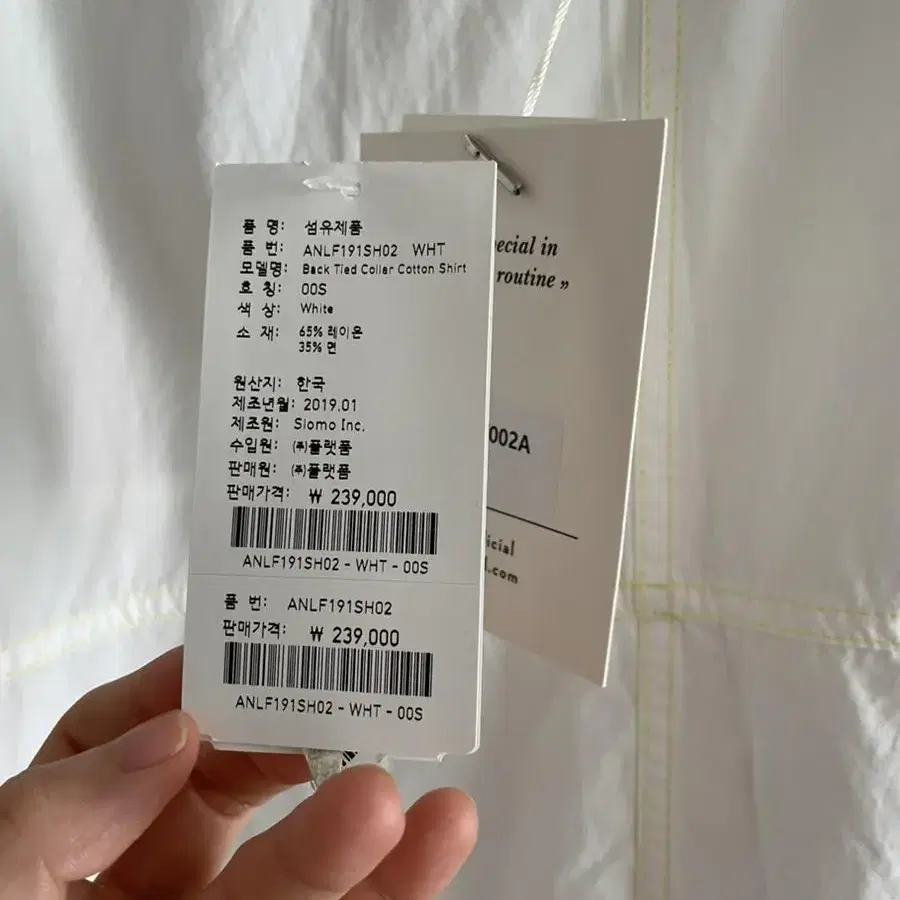 품 명: 섬유제품
품 번: ANLF191SH02 WHT
모델명: Back Tied Collar Cotton Shirt
호 칭: 00S
색 상: White
소 재: 65% 레이온
35% 면
원산지: 한국
제조년월: 2019.01
제조원: Slomo Inc.
수입원: ㈜플랫폼
판매원: ㈜플랫폼
판매가격: ₩ 239,000
ANLF191SH02 - WHT - 00S
품 번: ANLF191SH02
판매가격: ₩ 239,000
ANLF191SH02 - WHT - 00S
ecial in
routine „
002A
icial
.com